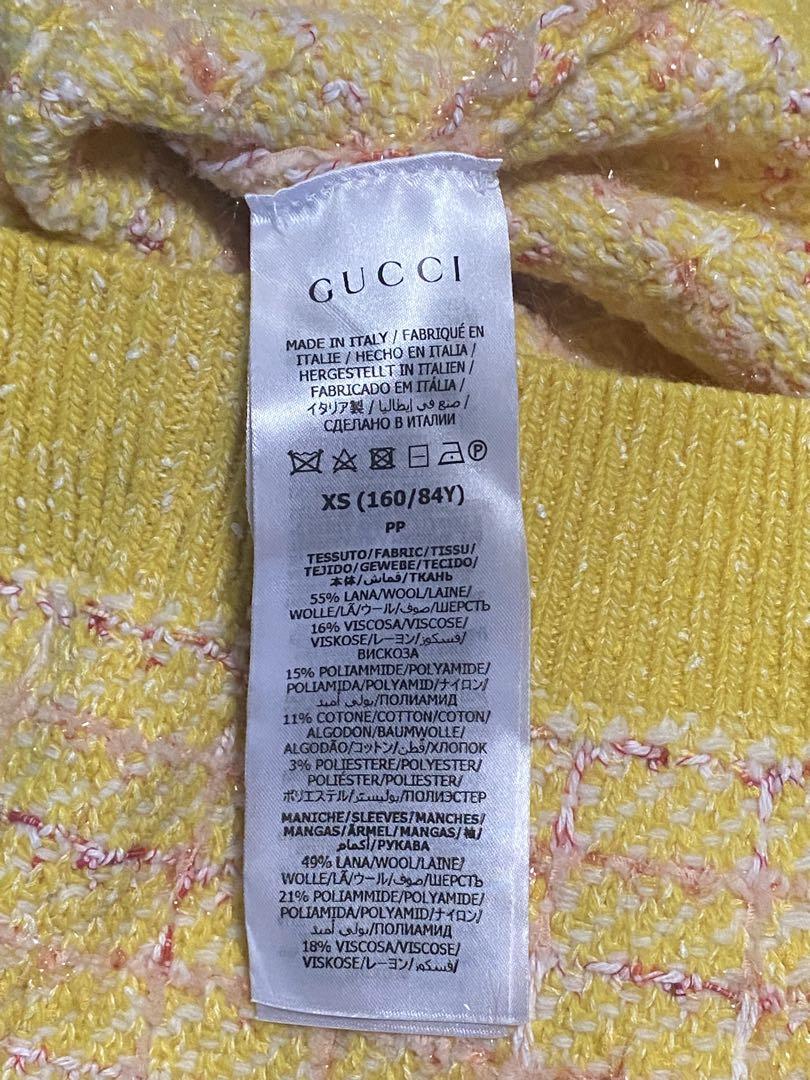 GUCCI
MADE IN ITALY / FABRIQUÉ EN
ITALIE / HECHO EN ITALIA /
HERGESTELLT IN ITALIEN /
FABRICADO EM ITÁLIA /
イタリア製 / صنع في إيطاليا /
СДЕЛАНО В ИТАЛИИ
P
XS (160/84Y)
PP
TESSUTO/FABRIC/TISSU/
TEJIDO/GEWEBE/TECIDO/
本体/قماش/ТКАНЬ
55% LANA/WOOL/LAINE/
WOLLE/LÃ/ウール/صوف/ШЕРСТЬ
16% VISCOSA/VISCOSE/
VISKOSE/レーヨン/فسكوز/
ВИСКОЗА
15% POLIAMMIDE/POLYAMIDE/
POLIAMIDA/POLYAMID/ナイロン/
بولي أميد/ПОЛИАМИД
11% COTONE/COTTON/COTON/
ALGODON/BAUMWOLLE/
ALGODÃO/コットン/قطن/ХЛОПОК
3% POLIESTERE/POLYESTER/
POLIÉSTER/POLIESTER/
ポリエステル/بوليستر/ПОЛИЭСТЕР
MANICHE/SLEEVES/MANCHES/
MANGAS/ÄRMEL/MANGAS/袖/
أكمام/РУКАВА
49% LANA/WOOL/LAINE/
WOLLE/LÃ/ウール/صوف/ШЕРСТЬ
21% POLIAMMIDE/POLYAMIDE/
POLIAMIDA/POLYAMID/ナイロン/
بولي أميد/ПОЛИАМИД
18% VISCOSA/VISCOSE/
VISKOSE/レーヨン/فسكوز/